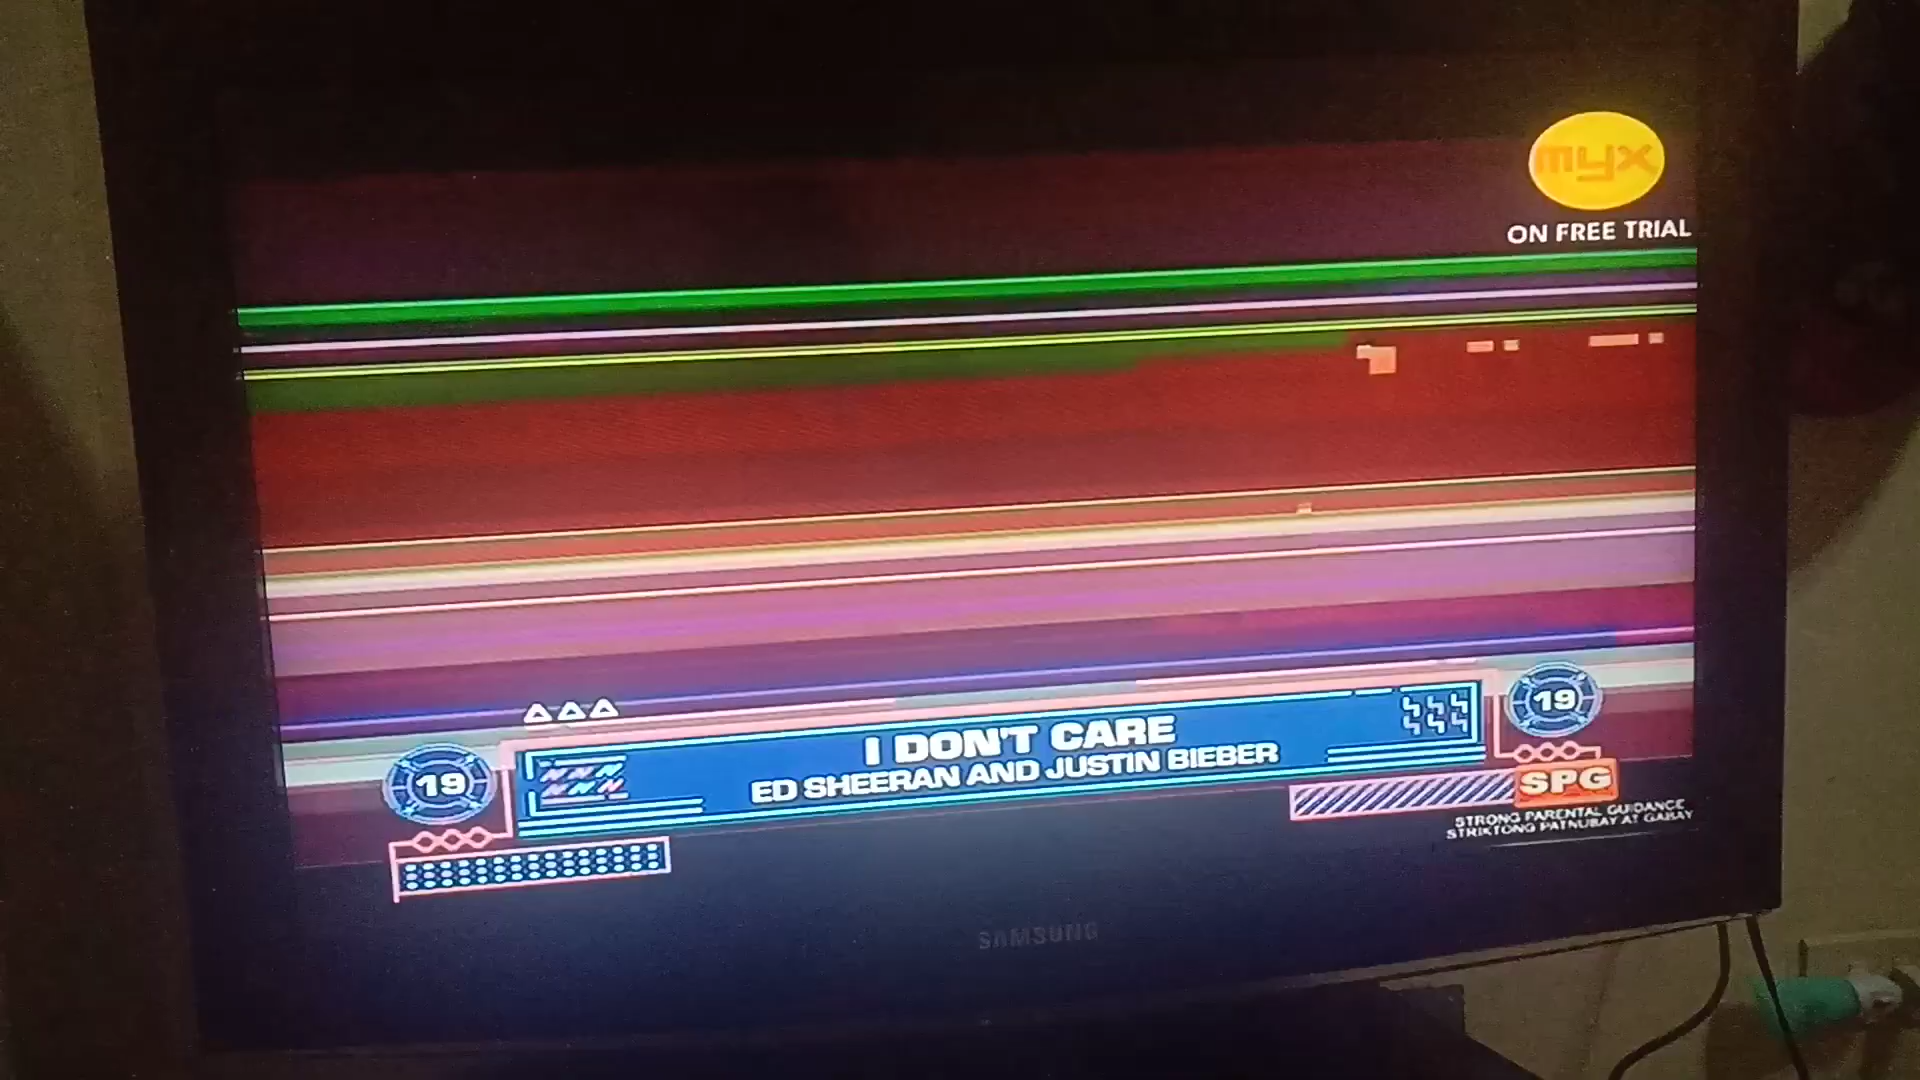 myx
ON FREE TRIAL
19
I DON'T CARE
ED SHEERAN AND JUSTIN BIEBER
19
SPG
STRONG PARENTAL GUIDANCE
STRIKTONG PATNUBAY AT GABAY
SAMSUNG